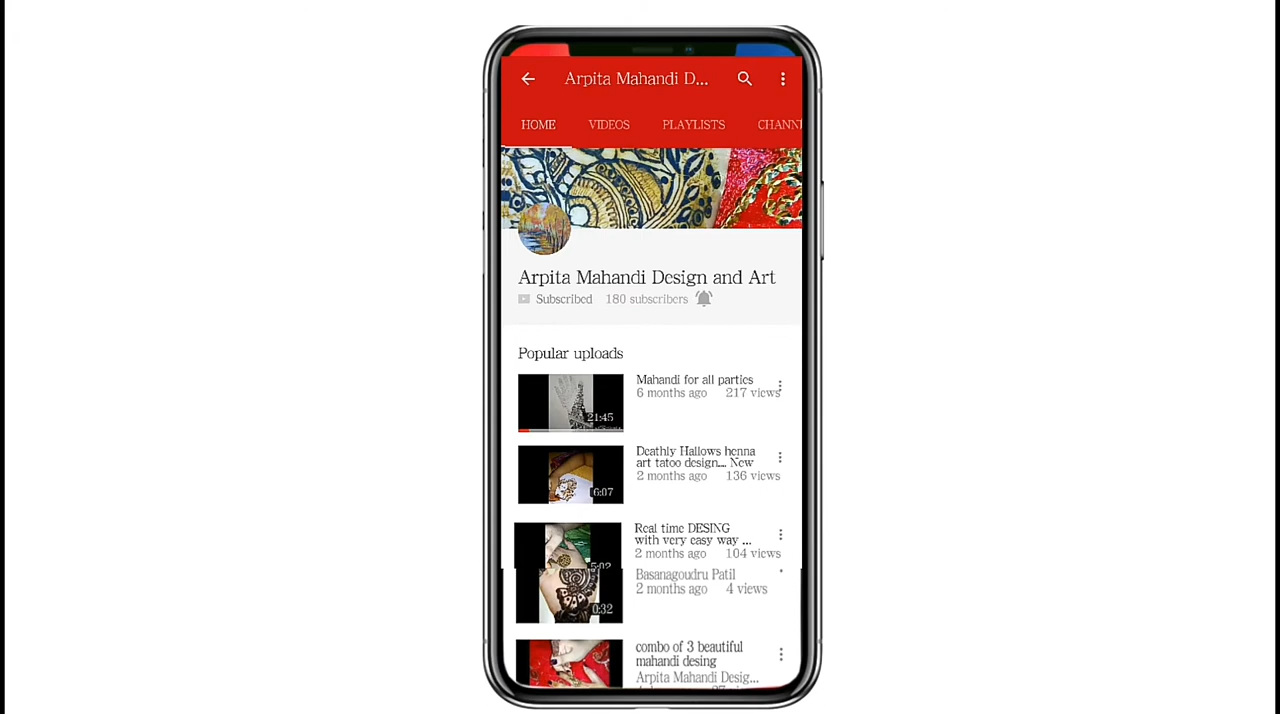 Arpita Mahandi D...
HOME VIDEOS PLAYLISTS CHANN
Arpita Mahandi Design and Art
Subscribed 180 subscribers
Popular uploads
Mahandi for all parties
6 months ago 217 views
21:45
Deathly Hallows henna
art tatoo design.... New
2 months ago 136 views
6:07
Real time DESING
with very easy way ...
2 months ago 104 views
5:02
Basanagoudru Patil
2 months ago 4 views
0:32
combo of 3 beautiful
mahandi desing
Arpita Mahandi Desig...